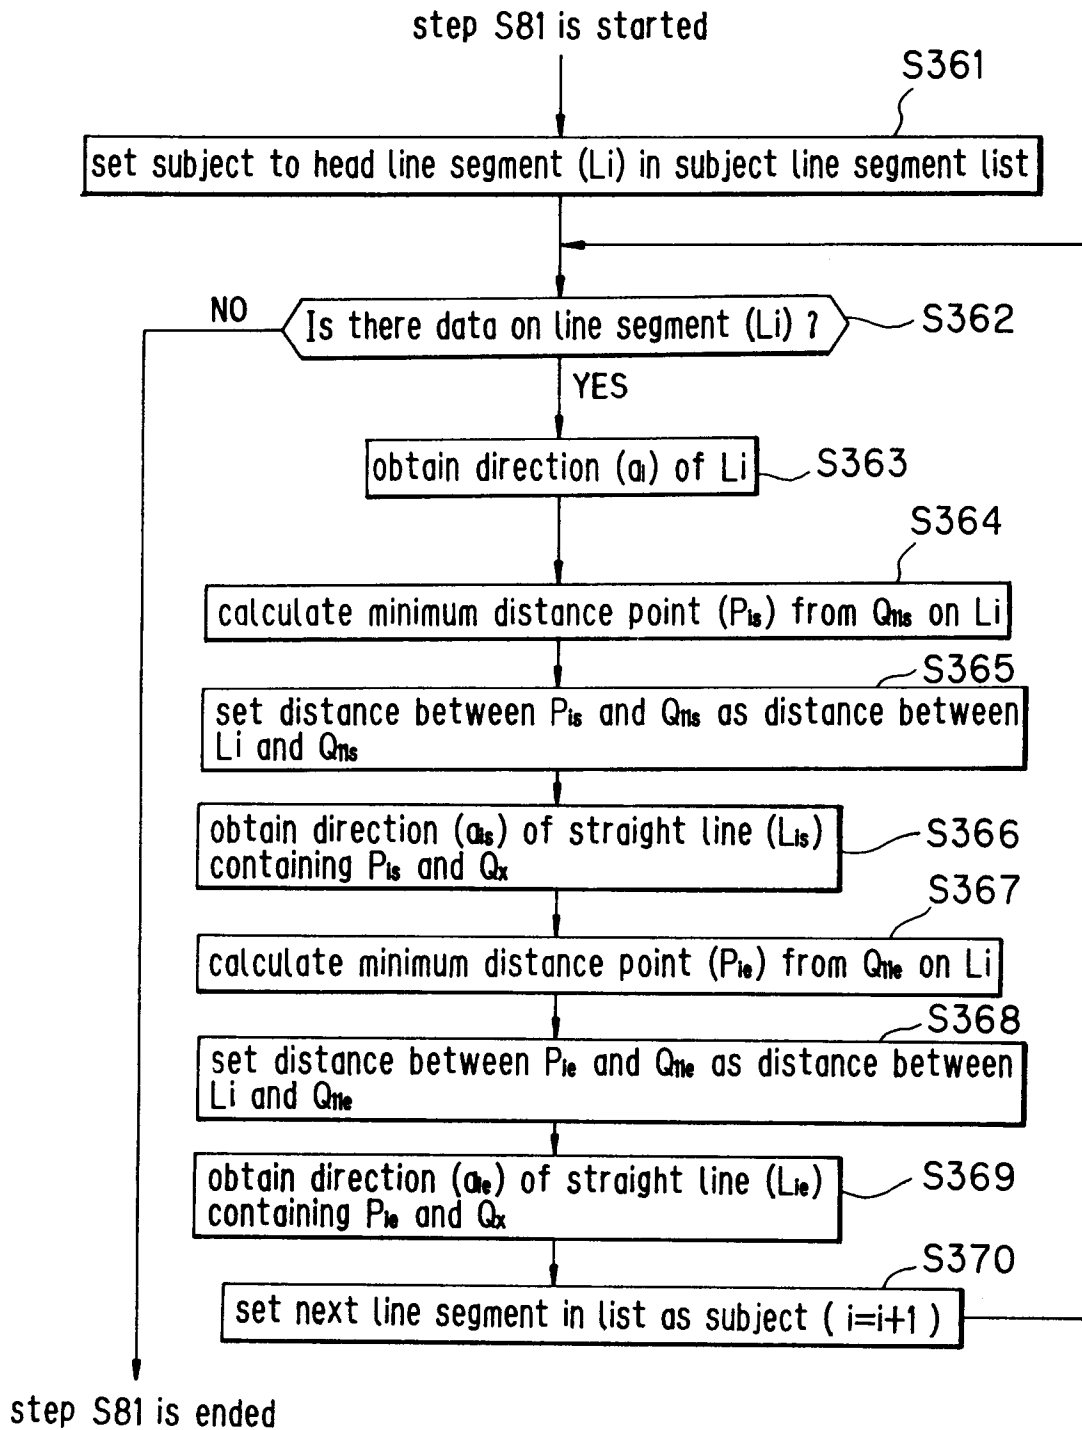 step S81 is started
S361
set subject to head line segment (Li) in subject line segment list
NO
Is there data on line segment (Li) ?
S362
YES
obtain direction (ai) of Li
S363
S364
calculate minimum distance point (Pis) from Q11s on Li
S365
set distance between Pis and Q11s as distance between
Li and Q11s
obtain direction (ais) of straight line (Lis)
containing Pis and Qx
S366
S367
calculate minimum distance point (Pie) from Q11e on Li
S368
set distance between Pie and Q11e as distance between
Li and Q11e
obtain direction (aie) of straight line (Lie)
containing Pie and Qx
S369
S370
set next line segment in list as subject ( i=i+1 )
step S81 is ended